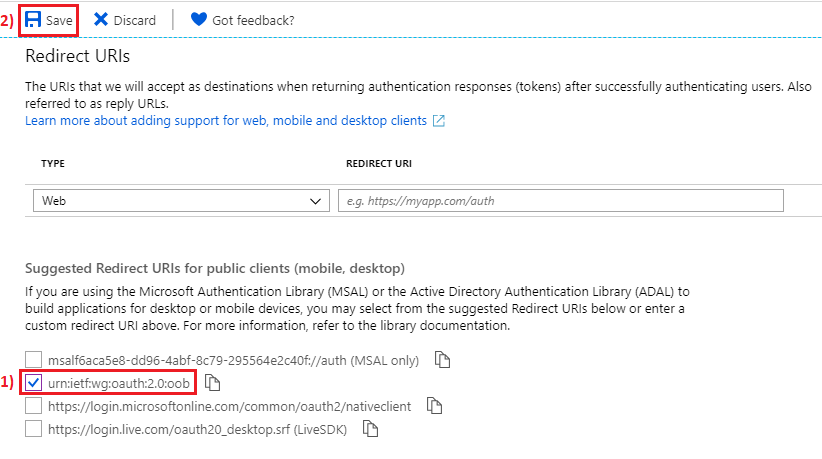 2) Save Discard Got feedback?
Redirect URIs
The URIs that we will accept as destinations when returning authentication responses (tokens) after successfully authenticating users. Also
referred to as reply URLs.
Learn more about adding support for web, mobile and desktop clients
TYPE REDIRECT URI
Web e.g. https://myapp.com/auth
Suggested Redirect URIs for public clients (mobile, desktop)
If you are using the Microsoft Authentication Library (MSAL) or the Active Directory Authentication Library (ADAL) to
build applications for desktop or mobile devices, you may select from the suggested Redirect URIs below or enter a
custom redirect URI above. For more information, refer to the library documentation.
msalf6aca5e8-dd96-4abf-8c79-295564e2c40f://auth (MSAL only)
1) urn:ietf:wg:oauth:2.0:oob
https://login.microsoftonline.com/common/oauth2/nativeclient
https://login.live.com/oauth20_desktop.srf (LiveSDK)